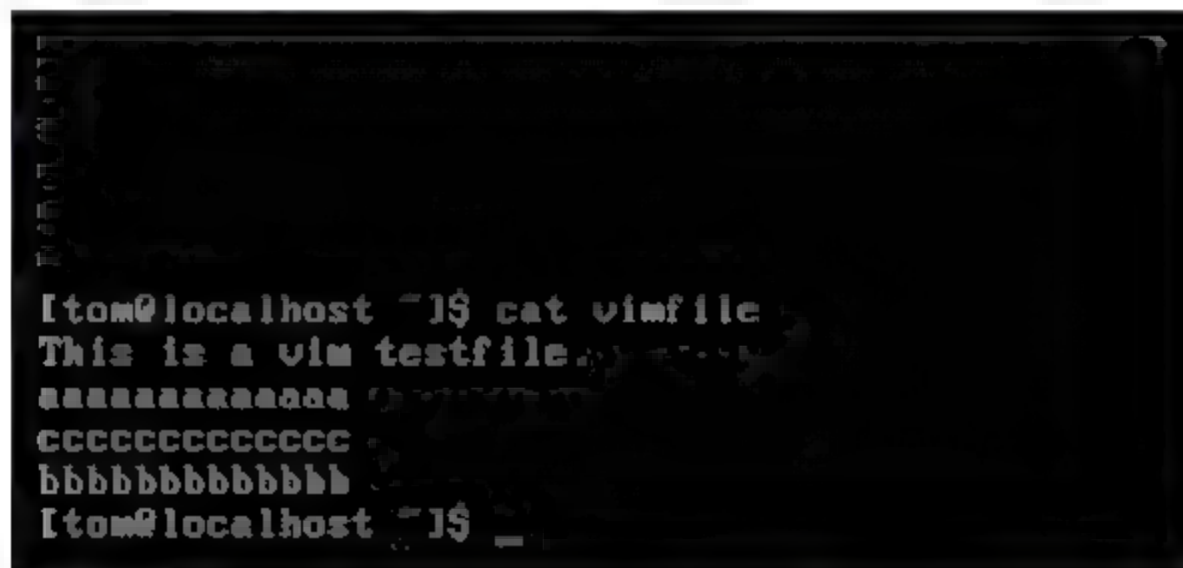 [tom@localhost ~]$ cat vimfile
This is a vim testfile.
aaaaaaaaaaaaa
ccccccccccccc
bbbbbbbbbbbbb
[tom@localhost ~]$ _